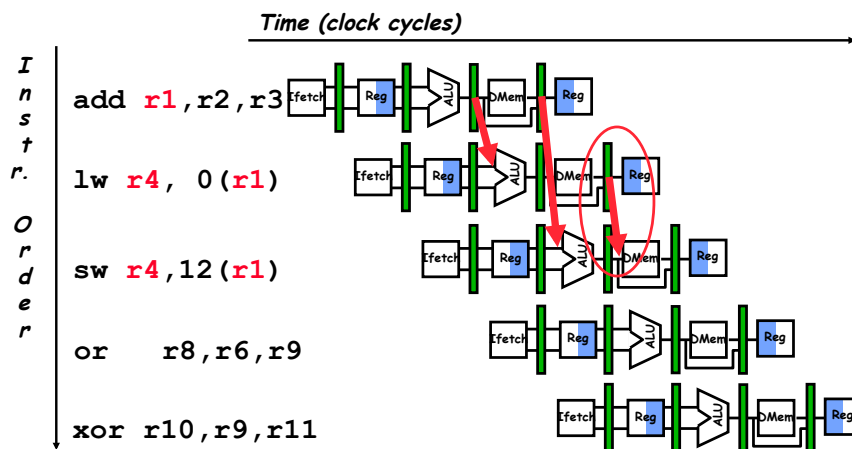 Time (clock cycles)
Instr. Order
add r1,r2,r3
Ifetch Reg ALU DMem Reg
lw r4, 0(r1)
Ifetch Reg ALU DMem Reg
sw r4,12(r1)
Ifetch Reg ALU DMem Reg
or r8,r6,r9
Ifetch Reg ALU DMem Reg
xor r10,r9,r11
Ifetch Reg ALU DMem Reg